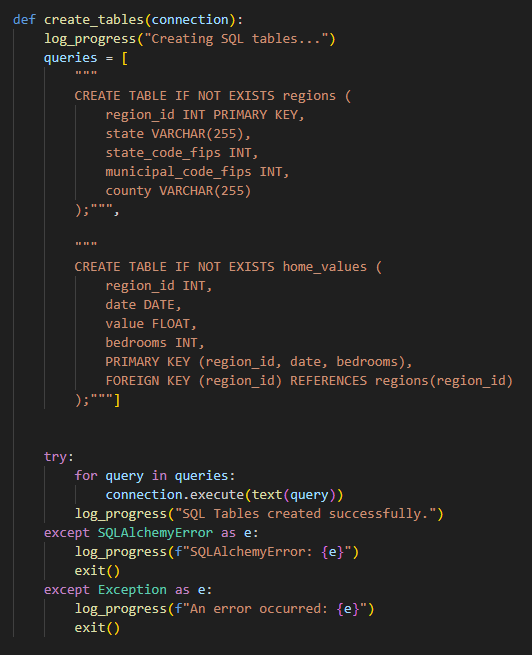 def create_tables(connection):
    log_progress("Creating SQL tables...")
    queries = [
        """
        CREATE TABLE IF NOT EXISTS regions (
            region_id INT PRIMARY KEY,
            state VARCHAR(255),
            state_code_fips INT,
            municipal_code_fips INT,
            county VARCHAR(255)
        );""",
        """
        CREATE TABLE IF NOT EXISTS home_values (
            region_id INT,
            date DATE,
            value FLOAT,
            bedrooms INT,
            PRIMARY KEY (region_id, date, bedrooms),
            FOREIGN KEY (region_id) REFERENCES regions(region_id)
        );"""]
    try:
        for query in queries:
            connection.execute(text(query))
        log_progress("SQL Tables created successfully.")
    except SQLAlchemyError as e:
        log_progress(f"SQLAlchemyError: {e}")
        exit()
    except Exception as e:
        log_progress(f"An error occurred: {e}")
        exit()